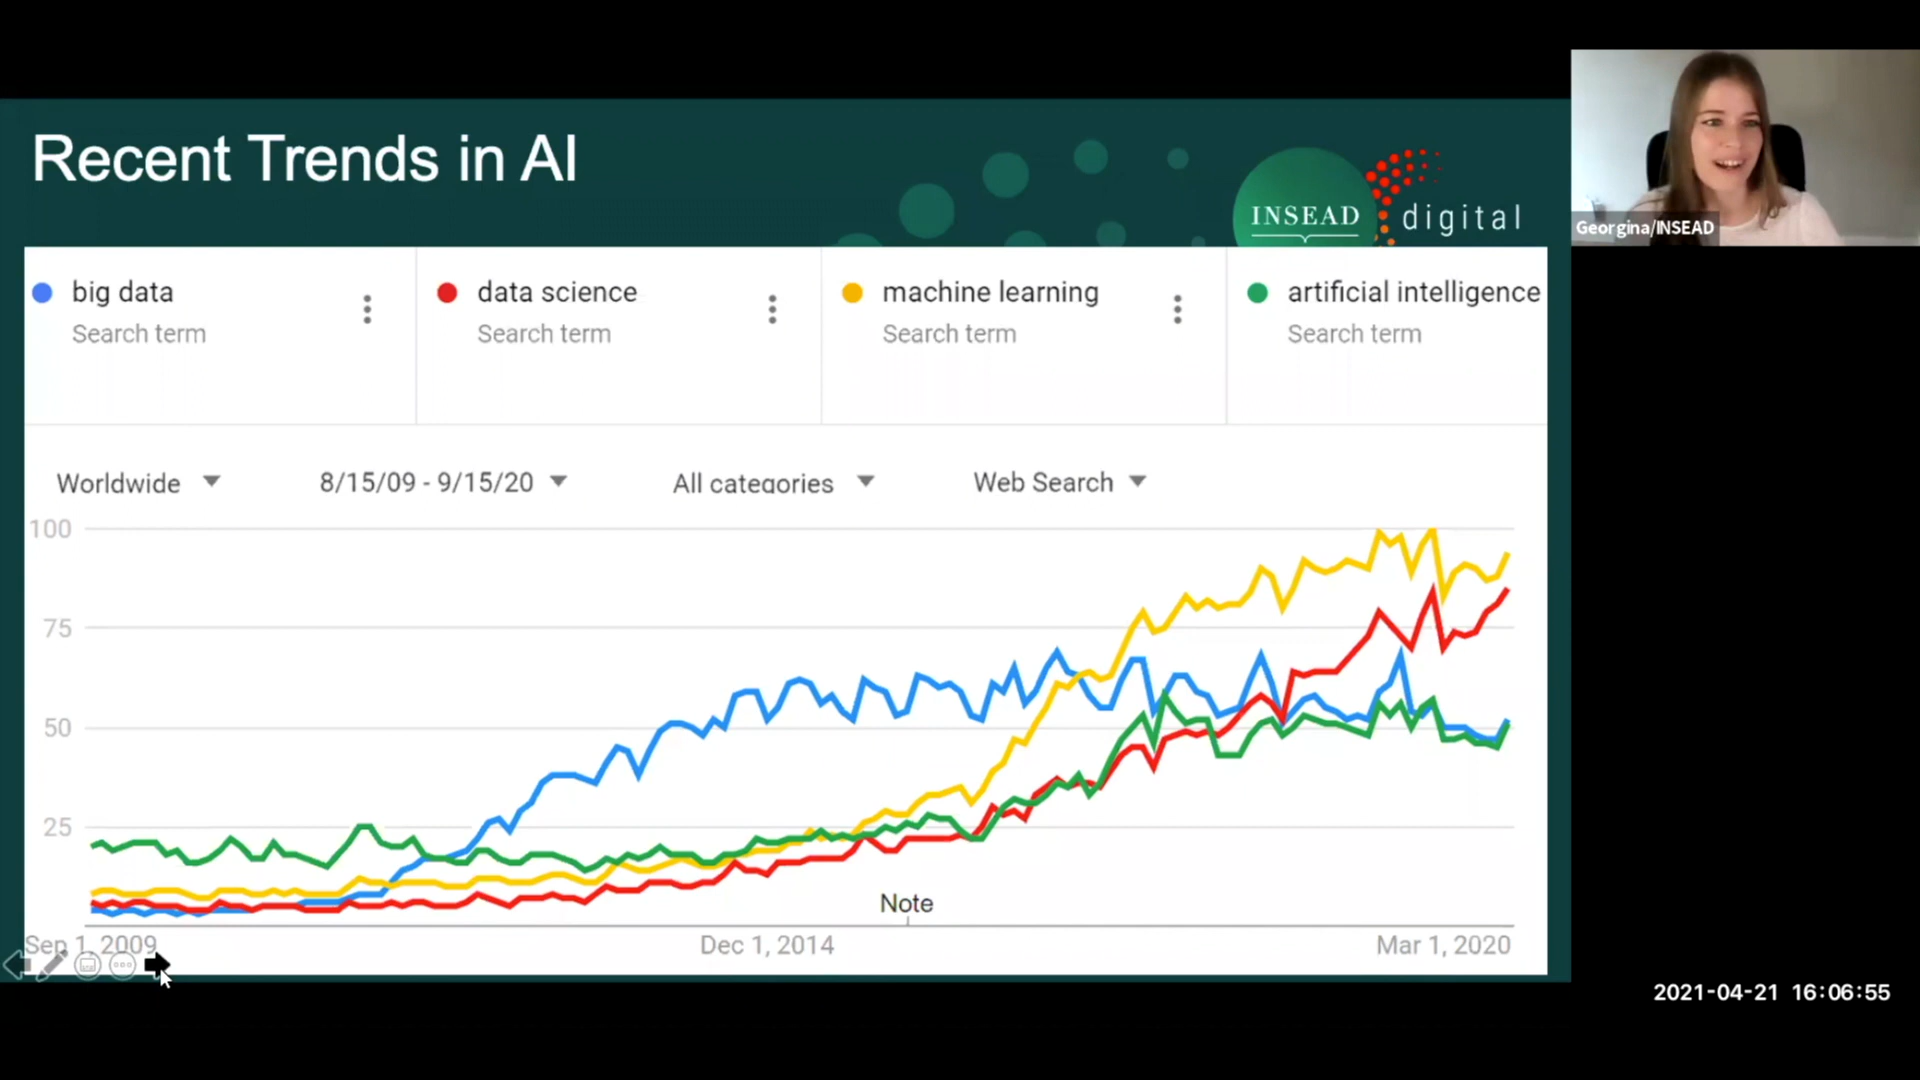 Recent Trends in AI
INSEAD
digital
Georgina/INSEAD
big data
Search term
data science
Search term
machine learning
Search term
artificial intelligence
Search term
Worldwide
8/15/09 - 9/15/20
All categories
Web Search
100
75
50
25
Note
Sep 1, 2009
Dec 1, 2014
Mar 1, 2020
2021-04-21 16:06:55